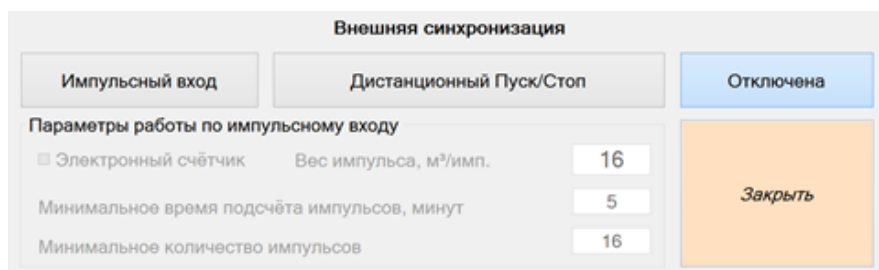 Внешняя синхронизация
Импульсный вход
Дистанционный Пуск/Стоп
Отключена
Параметры работы по импульсному входу
Электронный счётчик
Вес импульса, м³/имп.
16
Минимальное время подсчёта импульсов, минут
5
Минимальное количество импульсов
16
Закрыть